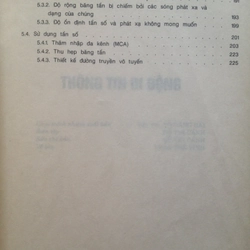 5.3.2. Độ rộng băng tần bị chiếm bởi các sóng phát xạ và
dạng của chúng 193
5.3.3. Độ ổn định tần số và phát xạ không mong muốn 199
5.4. Sử dụng tần số 201
5.4.1. Thâm nhập đa kênh (MCA) 203
5.4.2. Thu hẹp băng tần 221
5.4.3. Thiết kế đường truyền vô tuyến 225